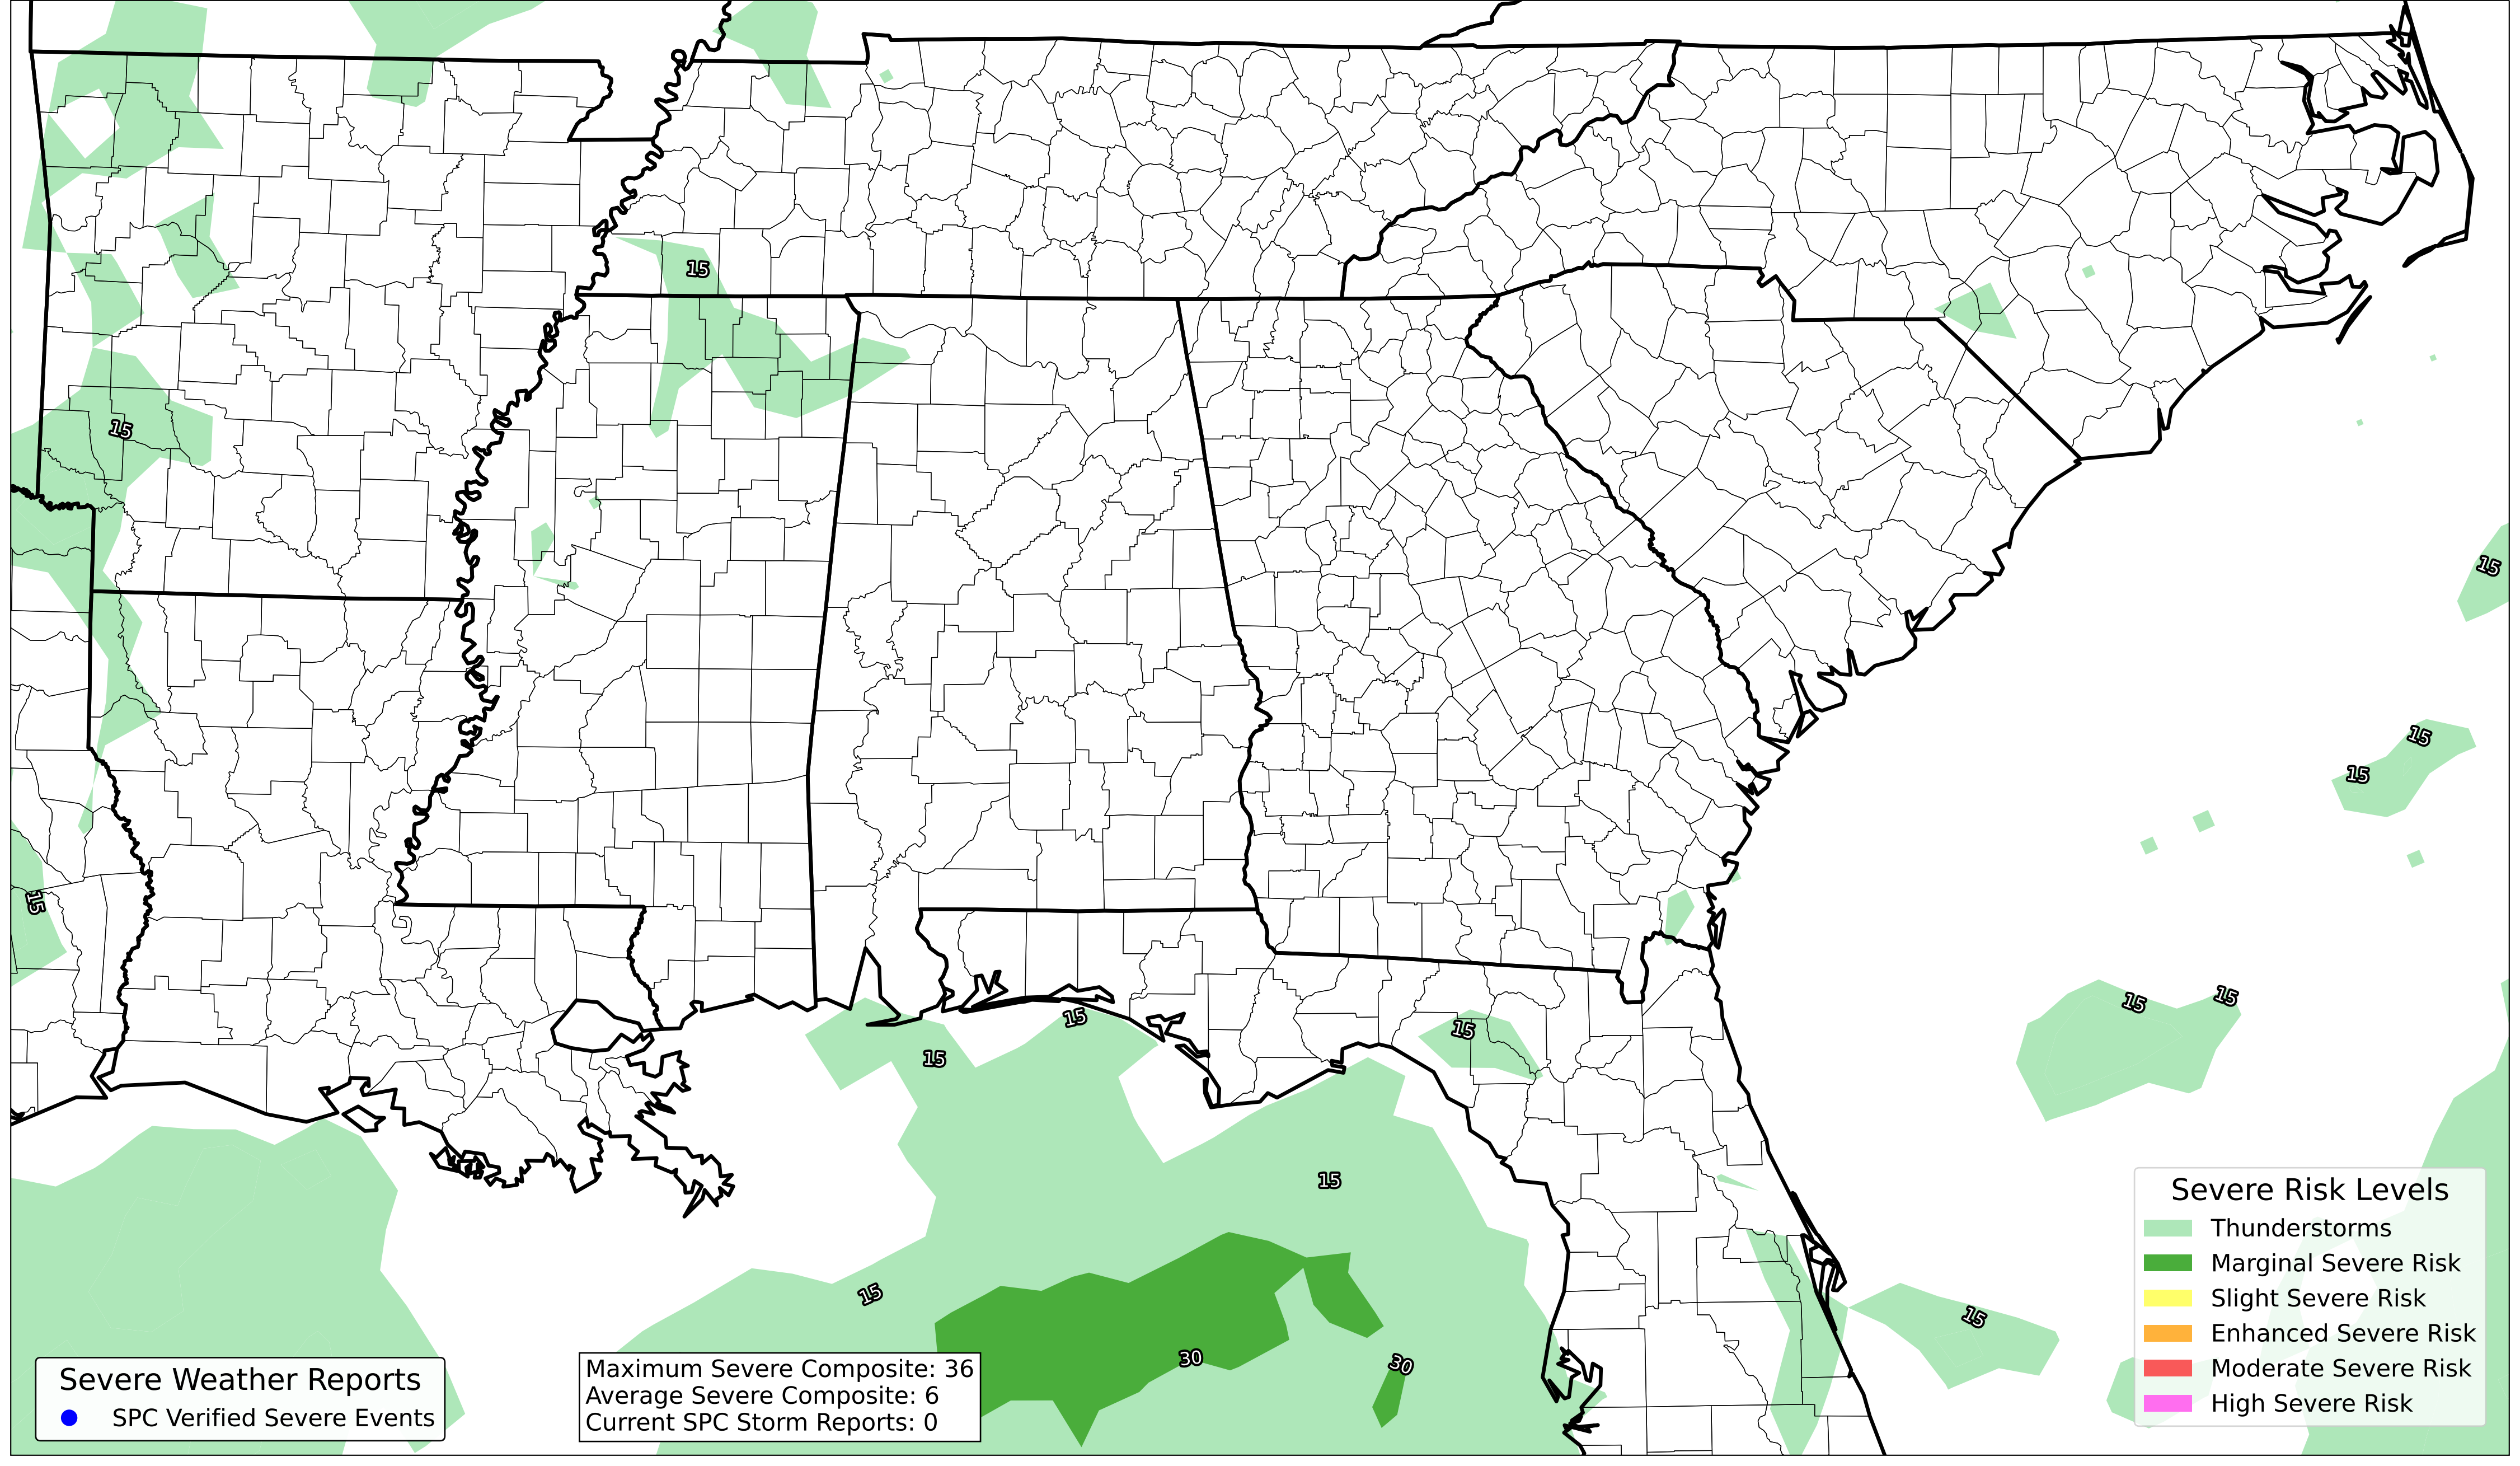 15
15
15
15
15
15
15
15
15
15
15
15
15
15
30
30
Severe Risk Levels
Thunderstorms
Marginal Severe Risk
Slight Severe Risk
Enhanced Severe Risk
Moderate Severe Risk
High Severe Risk
Severe Weather Reports
SPC Verified Severe Events
Maximum Severe Composite: 36
Average Severe Composite: 6
Current SPC Storm Reports: 0